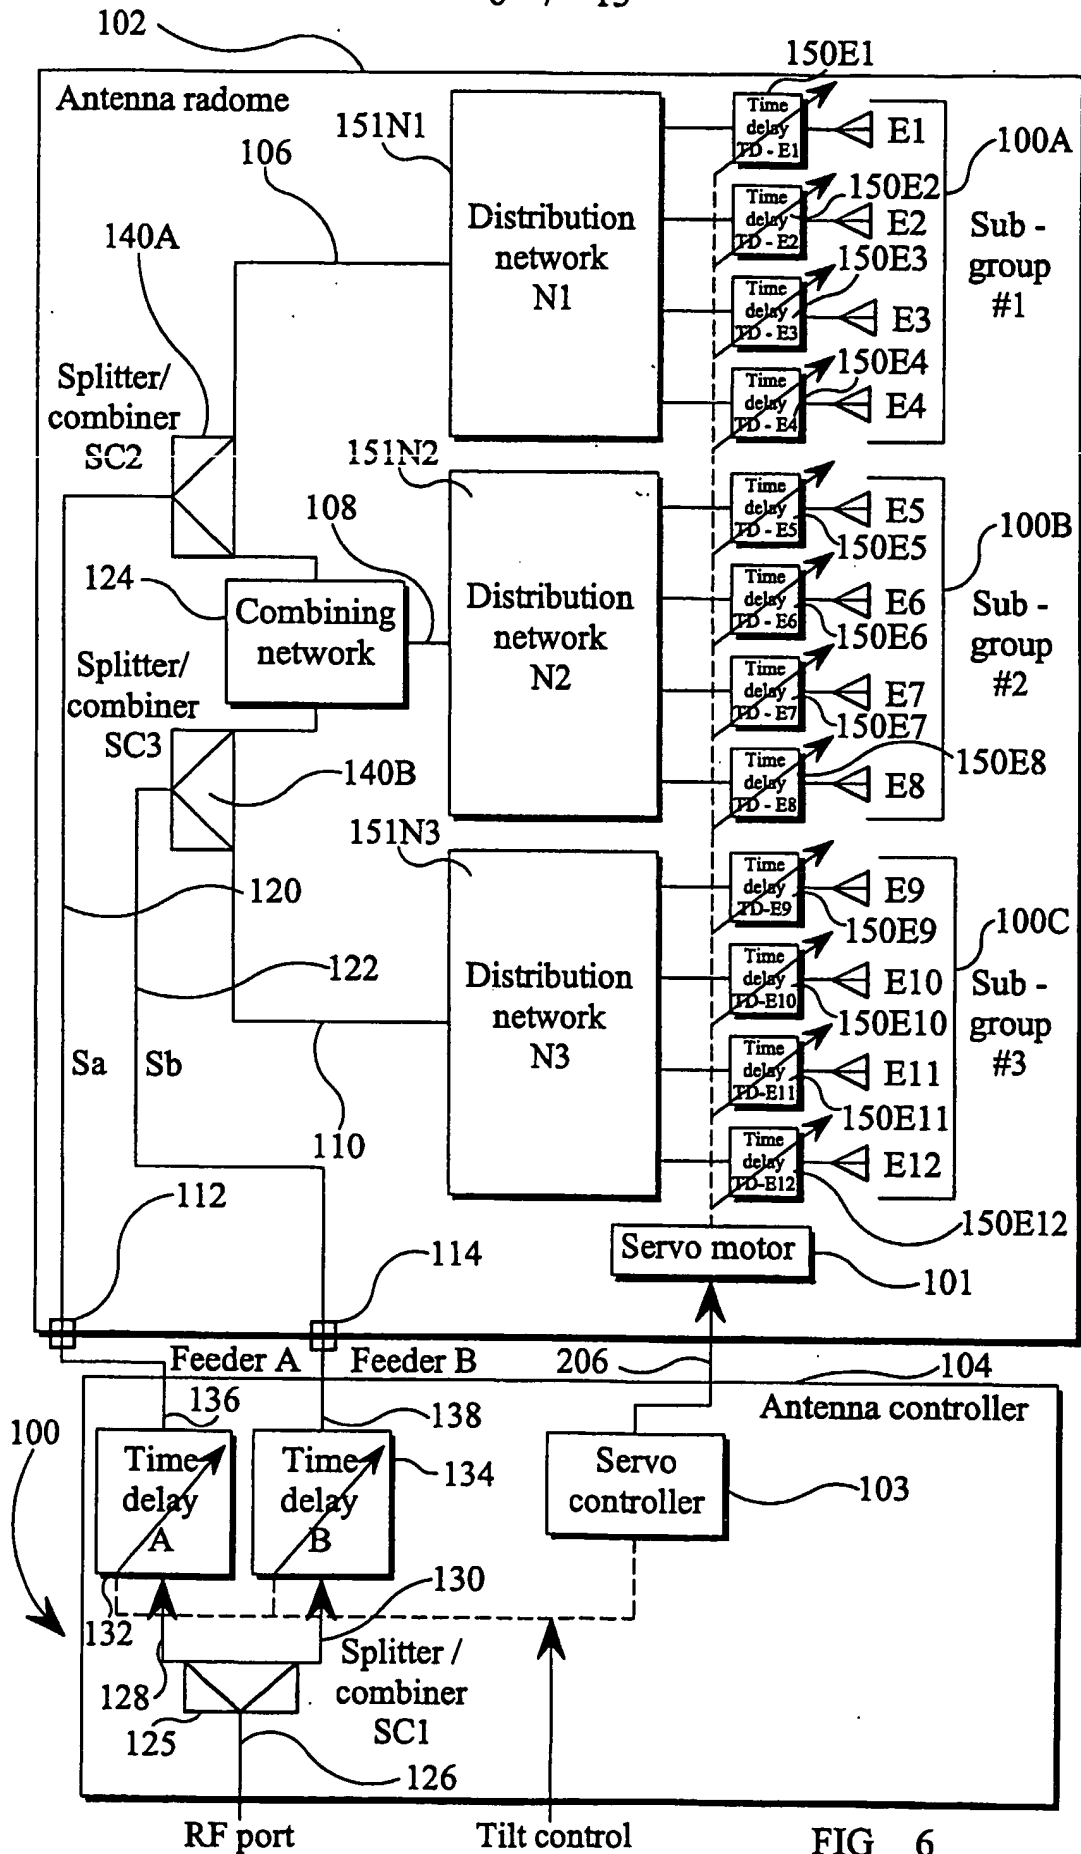 6 / 13
102
Antenna radome
150E1
151N1
106
140A
Distribution
network
N1
Time
delay
TD - E1
E1
100A
Time
delay
TD - E2
150E2
E2
Sub -
group
#1
150E3
Time
delay
TD - E3
E3
150E4
Time
delay
TD - E4
E4
Splitter/
combiner
SC2
151N2
108
Distribution
network
N2
Time
delay
TD - E5
E5
150E5
100B
Time
delay
TD - E6
E6
150E6
Sub -
group
#2
Time
delay
TD - E7
E7
150E7
Time
delay
TD - E8
150E8
E8
124
Combining
network
Splitter/
combiner
SC3
140B
151N3
Distribution
network
N3
Time
delay
TD-E9
E9
150E9
100C
Time
delay
TD-E10
E10
150E10
Sub -
group
#3
Time
delay
TD-E11
E11
150E11
Time
delay
TD-E12
E12
150E12
120
122
Sa
Sb
110
112
114
Servo motor
101
Feeder A
Feeder B
206
104
Antenna controller
100
136
138
Time
delay
A
Time
delay
B
134
Servo
controller
103
132
128
130
125
Splitter /
combiner
SC1
126
RF port
Tilt control
FIG 6